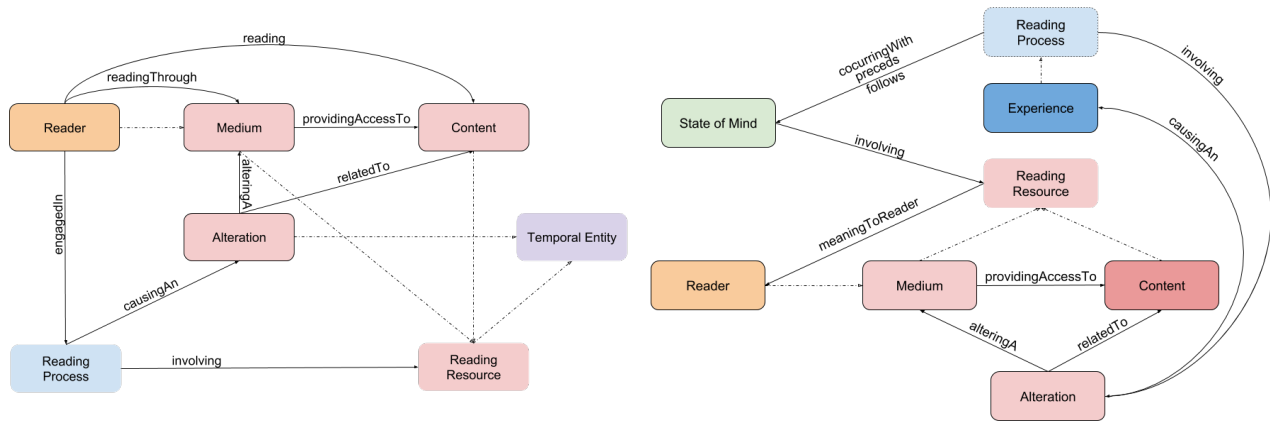 reading
readingThrough
Reader
Medium
providingAccessTo
Content
alteringA
relatedTo
engagedIn
Alteration
Temporal Entity
causingAn
Reading
Process
involving
Reading
Resource
Reading
Process
cocurringWith
preceds
follows
involving
Experience
State of Mind
causingAn
involving
Reading
Resource
meaningToReader
Reader
Medium
providingAccessTo
Content
alteringA
relatedTo
Alteration